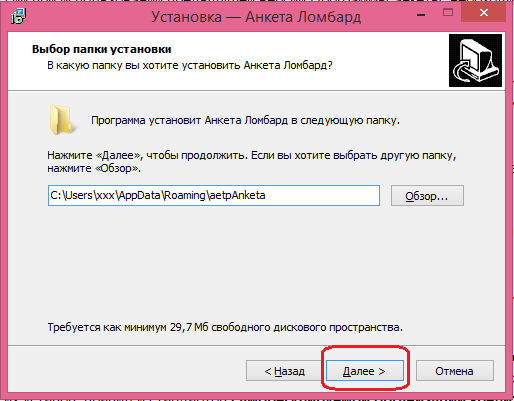 Установка — Анкета Ломбард
Выбор папки установки
В какую папку вы хотите установить Анкета Ломбард?
Программа установит Анкета Ломбард в следующую папку.
Нажмите «Далее», чтобы продолжить. Если вы хотите выбрать другую папку,
нажмите «Обзор».
C:\Users\xxx\AppData\Roaming\aetpAnketa
Обзор...
Требуется как минимум 29,7 Мб свободного дискового пространства.
< Назад
Далее >
Отмена